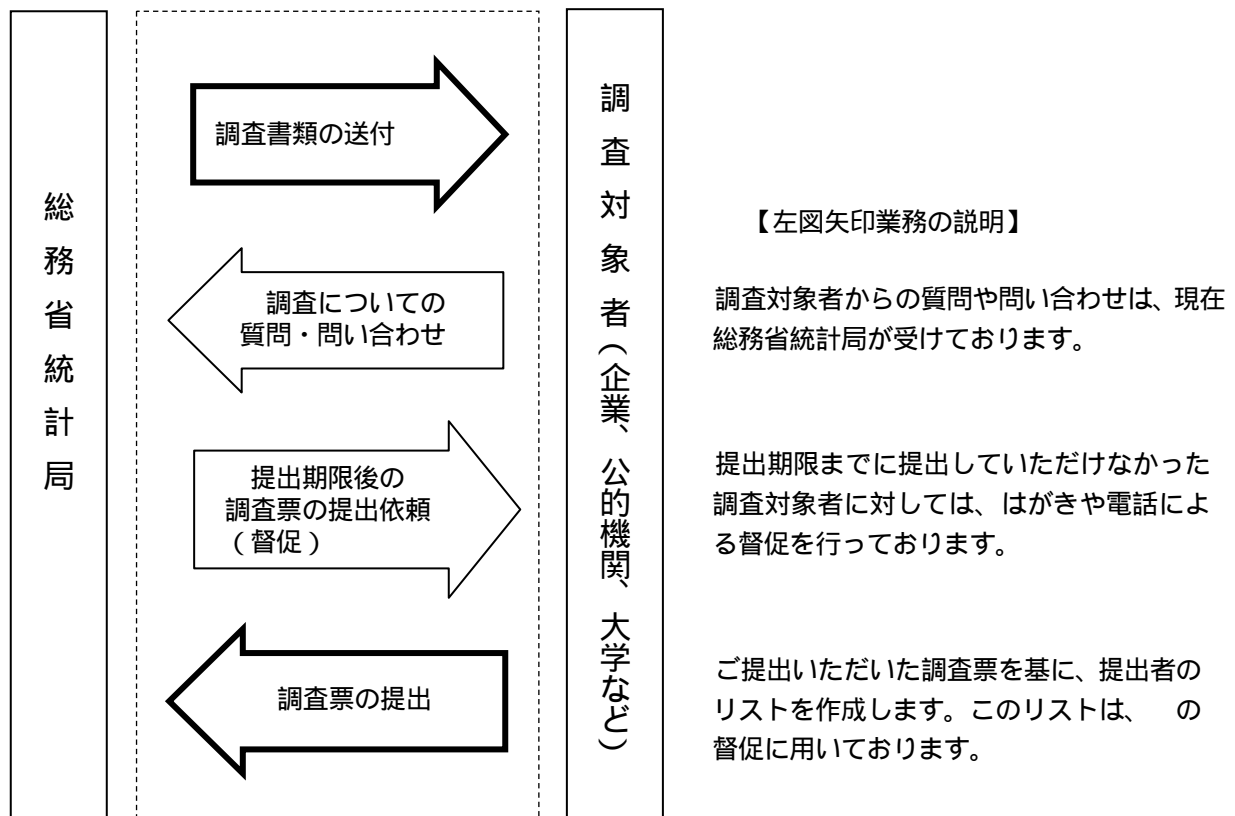 総務省統計局
調査書類の送付
調査についての
質問・問い合わせ
提出期限後の
調査票の提出依頼
(督促)
調査票の提出
調査対象者(企業、公的機関、大学など)
【左図矢印業務の説明】
調査対象者からの質問や問い合わせは、現在
総務省統計局が受けております。
提出期限までに提出していただけなかった
調査対象者に対しては、はがきや電話によ
る督促を行っております。
ご提出いただいた調査票を基に、提出者の
リストを作成します。このリストは、　の
督促に用いております。